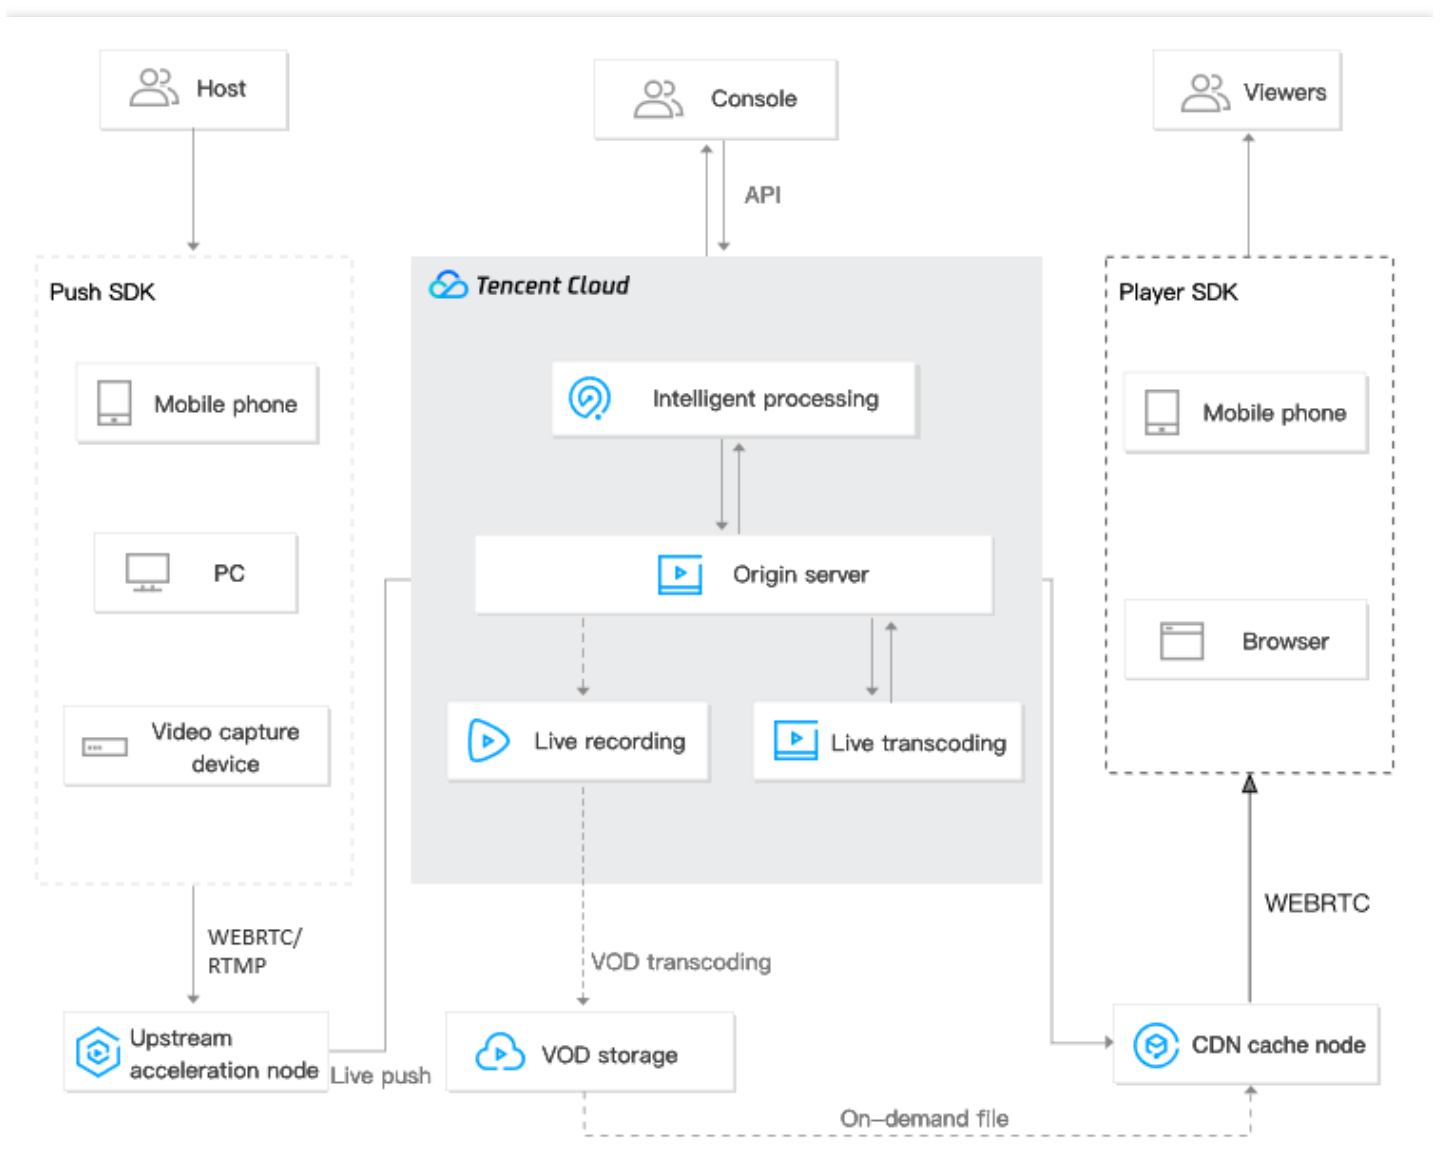 Host
Console
Viewers
API
Push SDK
Tencent Cloud
Player SDK
Mobile phone
Intelligent processing
Mobile phone
PC
Origin server
Browser
Video capture
device
Live recording
Live transcoding
WEBRTC/
RTMP
VOD transcoding
WEBRTC
Upstream
acceleration node
Live push
VOD storage
CDN cache node
On-demand file